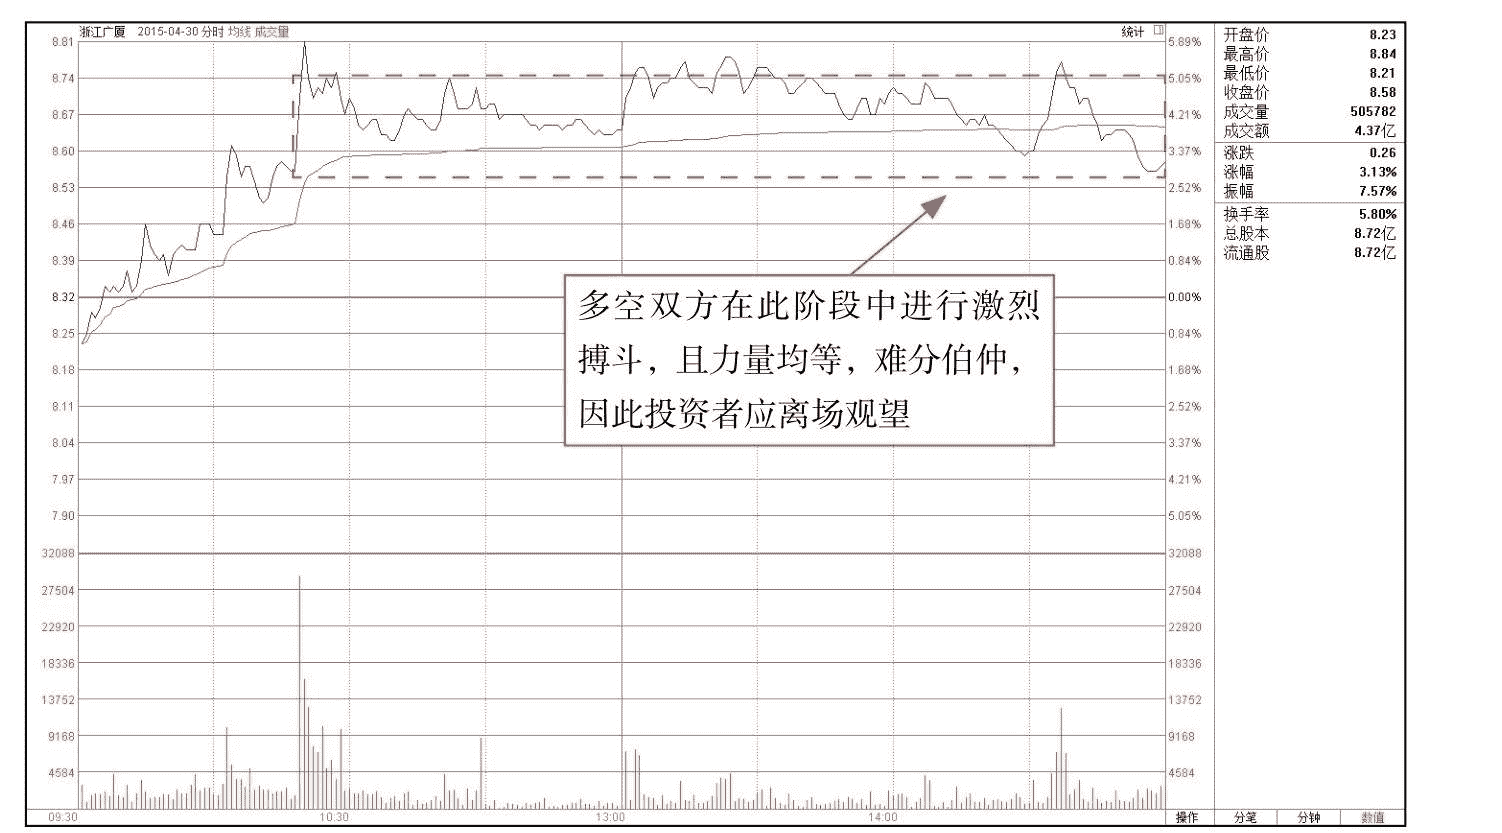 浙江广厦 2015-04-30 分时 均线 成交量 统计
8.81 5.89%
8.74 5.05%
8.67 4.21%
8.60 3.37%
8.53 2.52%
8.46 1.68%
8.39 0.84%
8.32 0.00%
8.25 0.84%
8.18 1.68%
8.11 2.52%
8.04 3.37%
7.97 4.21%
7.90 5.05%
32088 32088
27504 27504
22920 22920
18336 18336
13752 13752
9168 9168
4584 4584
09:30 10:30 13:00 14:00 操作 分笔 分钟 数值
多空双方在此阶段中进行激烈
搏斗，且力量均等，难分伯仲，
因此投资者应离场观望
开盘价 8.23
最高价 8.84
最低价 8.21
收盘价 8.58
成交量 505782
成交额 4.37亿
涨跌 0.26
涨幅 3.13%
振幅 7.57%
换手率 5.80%
总股本 8.72亿
流通股 8.72亿